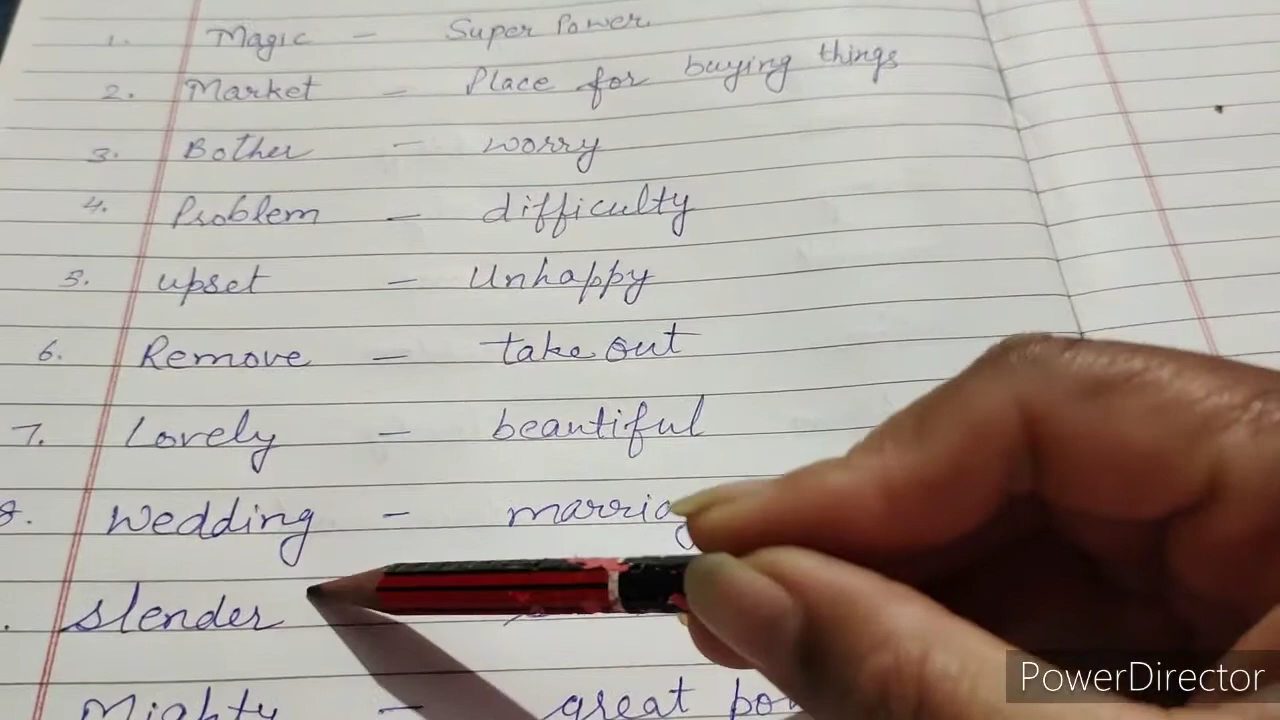 1. Magic - Super Power
2. Market - Place for buying things
3. Bother - worry
4. Problem - difficulty
5. upset - Unhappy
6. Remove - take out
7. Lovely - beautiful
8. Wedding -
. slender
Mighty - great
PowerDirector